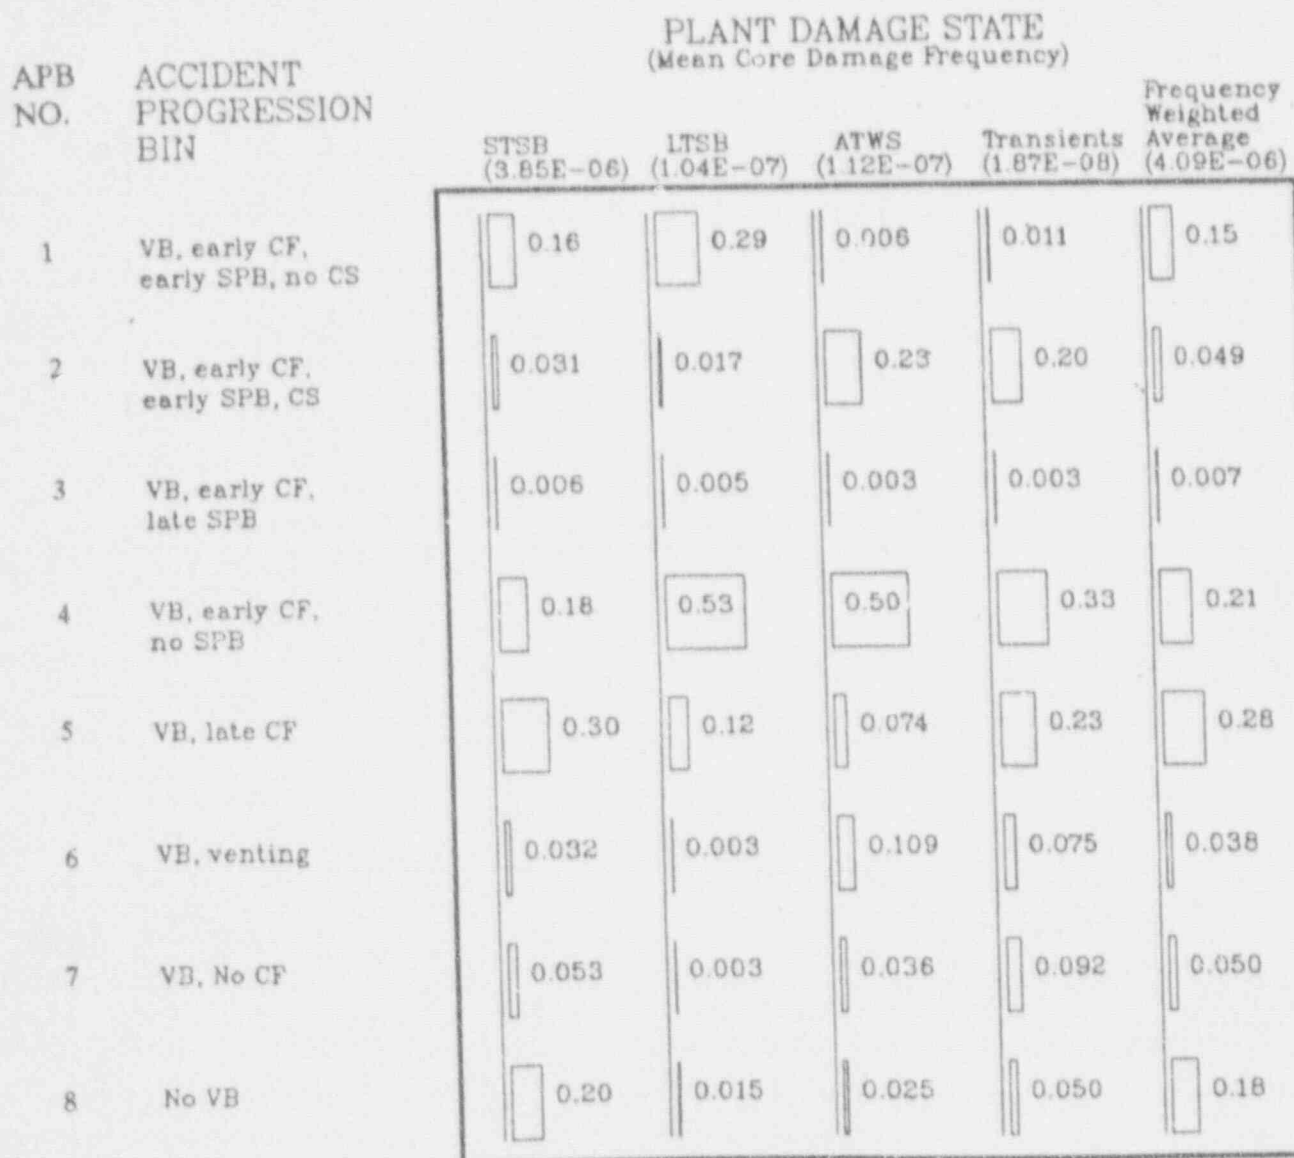 PLANT DAMAGE STATE
(Mean Core Damage Frequency)
APB NO.
ACCIDENT PROGRESSION BIN
STSB (3.85E-06)
LTSB (1.04E-07)
ATWS (1.12E-07)
Transients (1.87E-08)
Frequency Weighted Average (4.09E-06)
1 VB, early CF, 0.16 0.29 0.006 0.011 0.15
early SPB, no CS
2 VB, early CF, 0.031 0.017 0.23 0.20 0.049
early SPB, CS
3 VB, early CF, 0.006 0.005 0.003 0.003 0.007
late SPB
4 VB, early CF, 0.18 0.53 0.50 0.33 0.21
no SPB
5 VB, late CF 0.30 0.12 0.074 0.23 0.28
6 VB, venting 0.032 0.003 0.109 0.075 0.038
7 VB, No CF 0.053 0.003 0.036 0.092 0.050
8 No VB 0.20 0.015 0.025 0.050 0.18